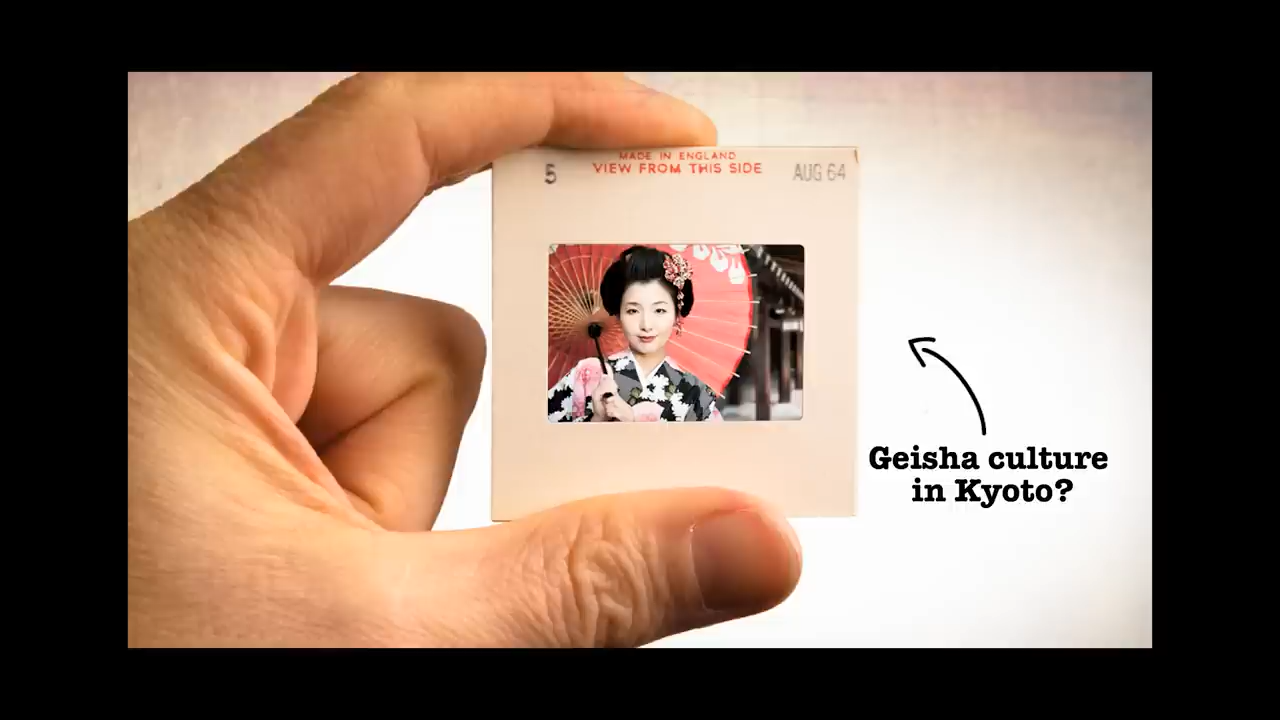 MADE IN ENGLAND
5 VIEW FROM THIS SIDE AUG 64
Geisha culture
in Kyoto?